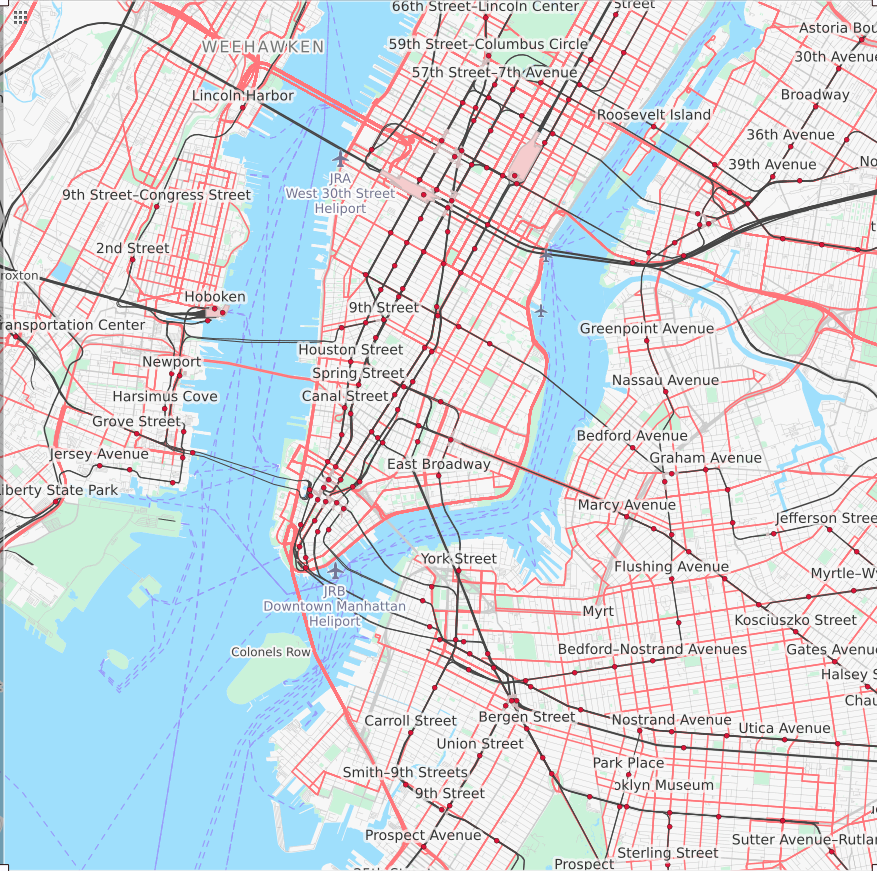 66th Street–Lincoln Center
Street
Astoria Bou
59th Street–Columbus Circle
WEEHAWKEN
30th Avenue
57th Street–7th Avenue
Lincoln Harbor
Broadway
Roosevelt Island
36th Avenue
39th Avenue
No
JRA
West 30th Street
Heliport
9th Street–Congress Street
2nd Street
roxton
Hoboken
9th Street
ransportation Center
Greenpoint Avenue
Houston Street
Newport
Spring Street
Nassau Avenue
Harsimus Cove
Canal Street
Grove Street
Bedford Avenue
Jersey Avenue
Graham Avenue
East Broadway
iberty State Park
Marcy Avenue
Jefferson Stree
York Street
Flushing Avenue
Myrtle–Wy
JRB
Downtown Manhattan
Heliport
Myrt
Kosciuszko Street
Colonels Row
Bedford–Nostrand Avenues
Gates Avenue
Halsey S
Chau
Carroll Street
Bergen Street
Nostrand Avenue
Utica Avenue
Union Street
Park Place
Smith–9th Streets
oklyn Museum
9th Street
Prospect Avenue
Sutter Avenue–Rutlan
Sterling Street
Prospect